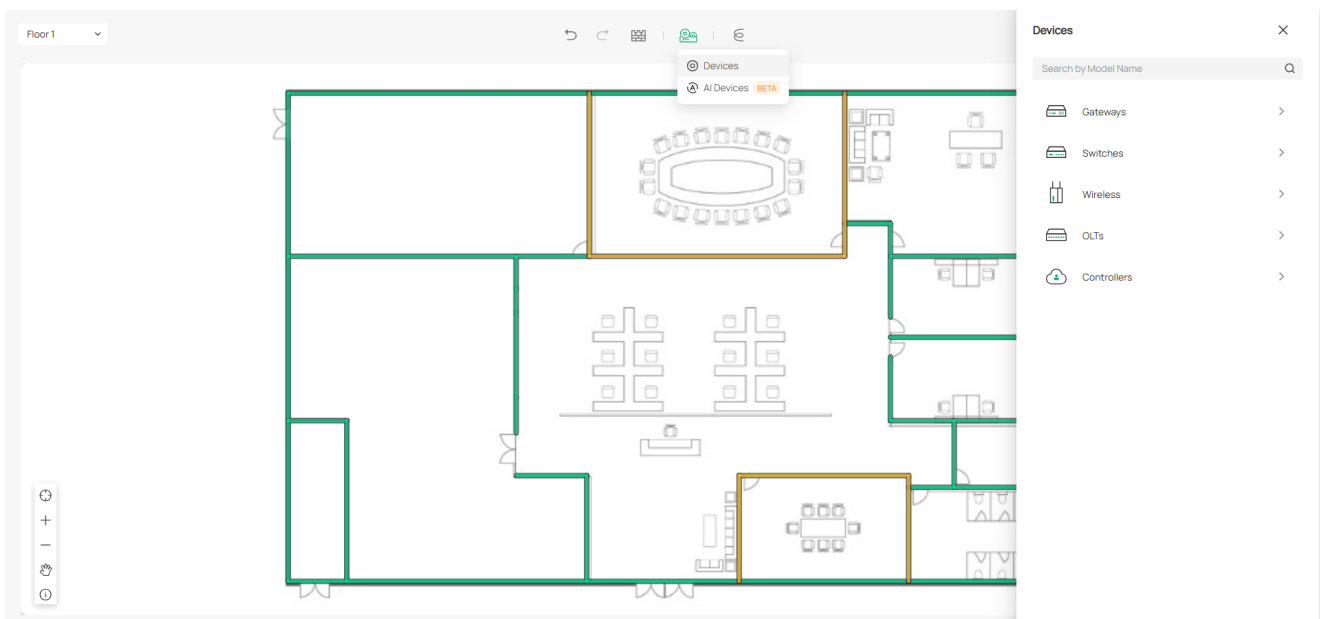 Floor 1
Devices
AI Devices BETA
Devices
Search by Model Name
Gateways
Switches
Wireless
OLTs
Controllers